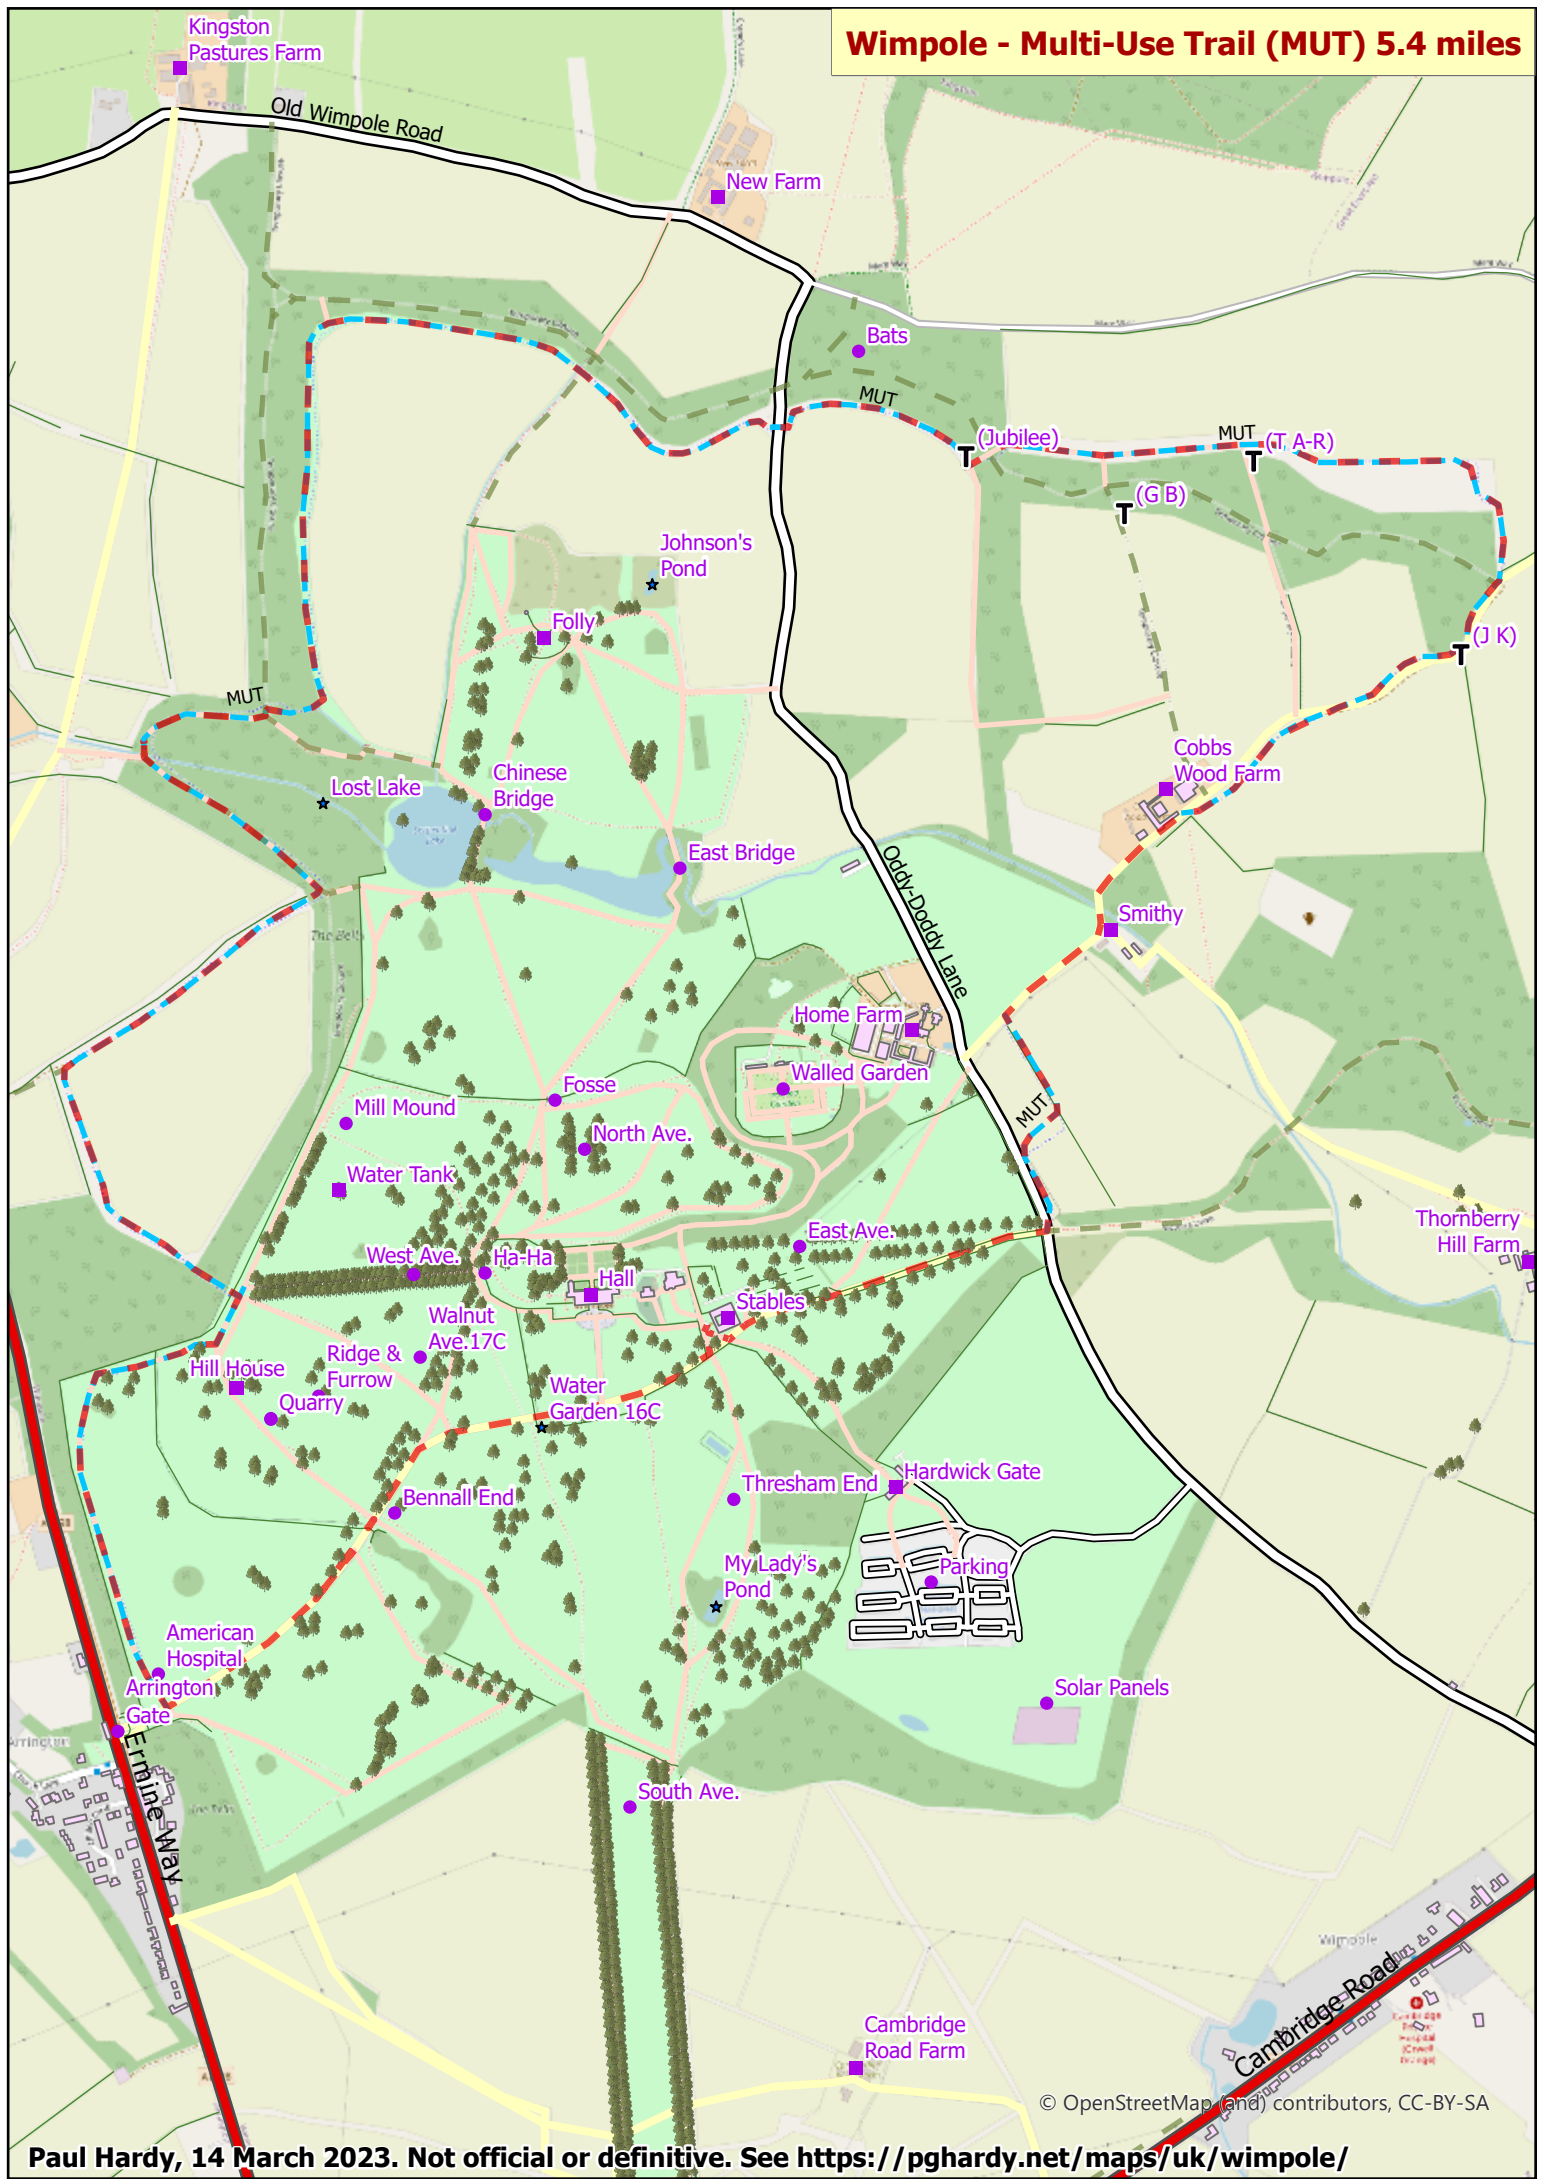 Wimpole - Multi-Use Trail (MUT) 5.4 miles
Kingston
Pastures Farm
Old Wimpole Road
New Farm
Bats
MUT
(Jubilee)
MUT
(T A-R)
(G B)
Johnson's
Pond
Folly
(J K)
MUT
Cobbs
Wood Farm
Chinese
Bridge
Lost Lake
East Bridge
Oddy-Doddy Lane
Smithy
Home Farm
Walled Garden
Fosse
Mill Mound
MUT
North Ave.
Water Tank
East Ave.
Thornberry
Hill Farm
West Ave.
Ha-Ha
Hall
Stables
Walnut
Ave.17C
Ridge &
Furrow
Hill House
Quarry
Water
Garden 16C
Hardwick Gate
Thresham End
Bennall End
My Lady's
Pond
Parking
American
Hospital
Arrington
Gate
Solar Panels
Ermine Way
South Ave.
Wimpole
Cambridge Road
Cambridge
Road Farm
© OpenStreetMap (and) contributors, CC-BY-SA
Paul Hardy, 14 March 2023. Not official or definitive. See https://pghardy.net/maps/uk/wimpole/